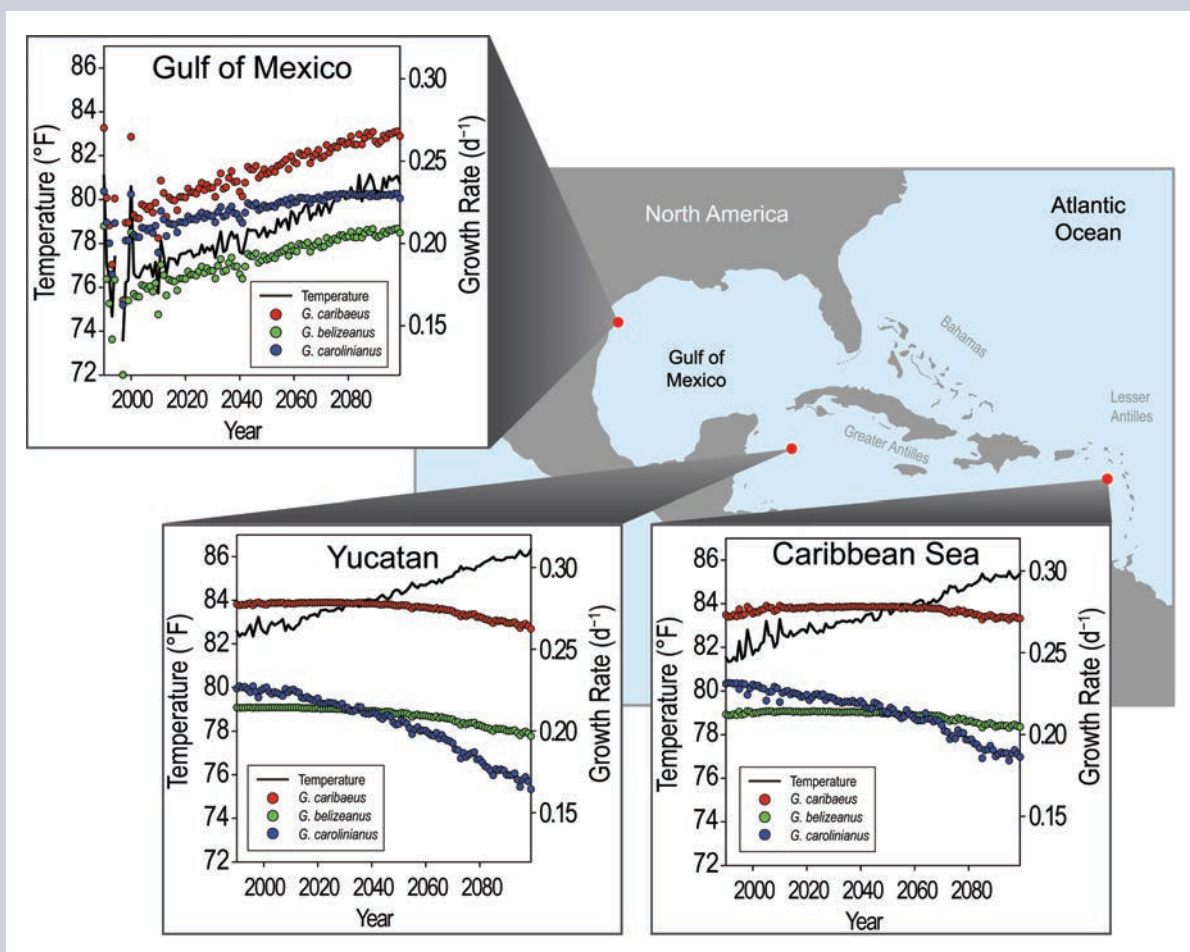 Gulf of Mexico
86
84
82
80
78
76
74
72
Temperature (°F)
0.30
0.25
0.20
0.15
Growth Rate (d⁻¹)
Temperature
G. caribaeus
G. belizeanus
G. carolinianus
2000 2020 2040 2060 2080
Year
North America
Atlantic
Ocean
Gulf of
Mexico
Bahamas
Greater Antilles
Lesser
Antilles
Yucatan
86
84
82
80
78
76
74
72
Temperature (°F)
0.30
0.25
0.20
0.15
Growth Rate (d⁻¹)
Temperature
G. caribaeus
G. belizeanus
G. carolinianus
2000 2020 2040 2060 2080
Year
Caribbean Sea
86
84
82
80
78
76
74
72
Temperature (°F)
0.30
0.25
0.20
0.15
Growth Rate (d⁻¹)
Temperature
G. caribaeus
G. belizeanus
G. carolinianus
2000 2020 2040 2060 2080
Year